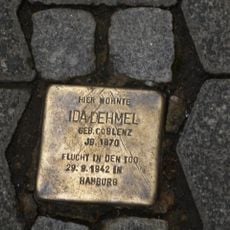 HIER WOHNTE
IDA DEHMEL
GEB. COBLENZ
JG. 1870
FLUCHT IN DEN TOD
29. 9. 1942 IN
HAMBURG